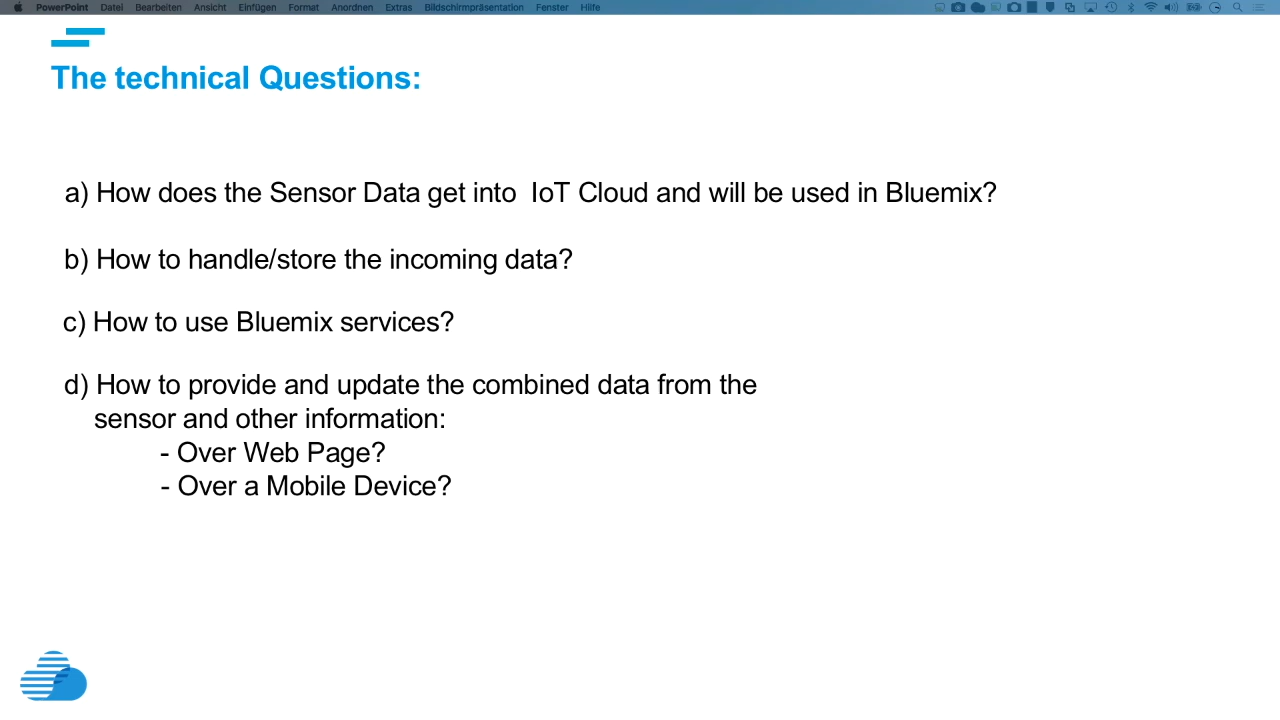 PowerPoint Datei Bearbeiten Ansicht Einfügen Format Anordnen Extras Bildschirmpräsentation Fenster Hilfe
The technical Questions:
a) How does the Sensor Data get into  IoT Cloud and will be used in Bluemix?
b) How to handle/store the incoming data?
c) How to use Bluemix services?
d) How to provide and update the combined data from the
sensor and other information:
- Over Web Page?
- Over a Mobile Device?